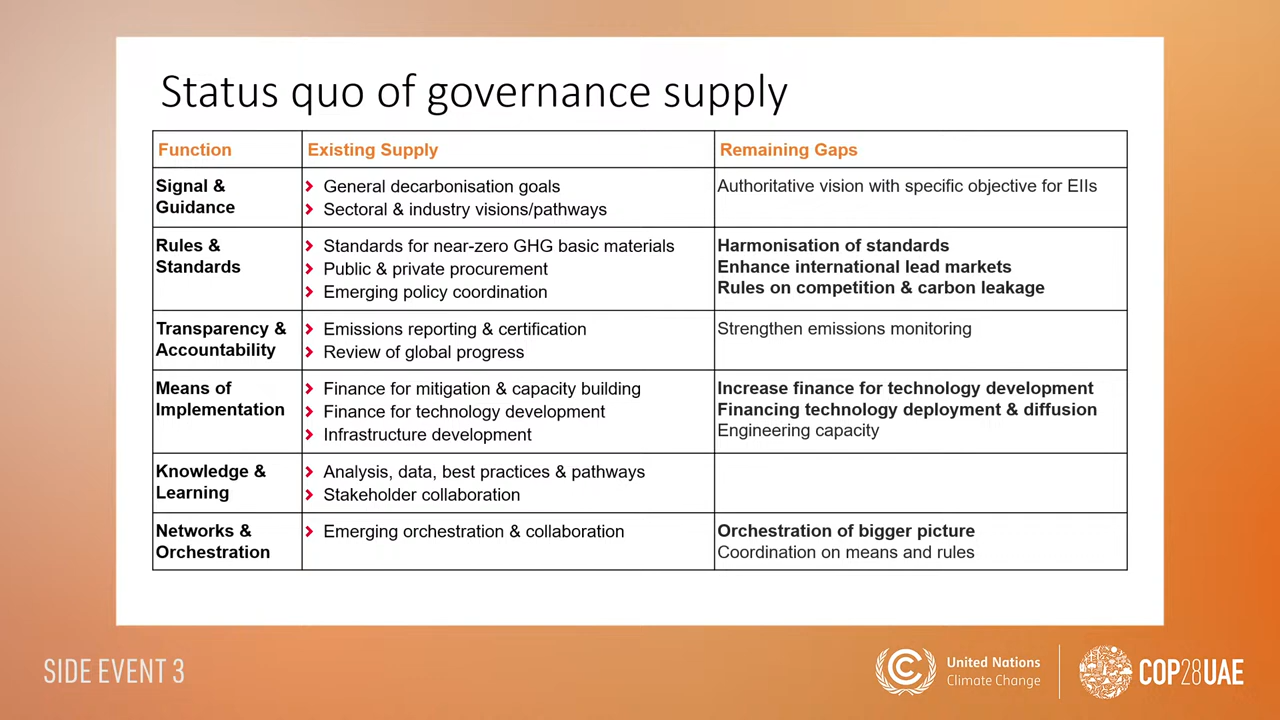 Status quo of governance supply
Function
Existing Supply
Remaining Gaps
Signal &
Guidance
General decarbonisation goals
Sectoral & industry visions/pathways
Authoritative vision with specific objective for EIIs
Rules &
Standards
Standards for near-zero GHG basic materials
Public & private procurement
Emerging policy coordination
Harmonisation of standards
Enhance international lead markets
Rules on competition & carbon leakage
Transparency &
Accountability
Emissions reporting & certification
Review of global progress
Strengthen emissions monitoring
Means of
Implementation
Finance for mitigation & capacity building
Finance for technology development
Infrastructure development
Increase finance for technology development
Financing technology deployment & diffusion
Engineering capacity
Knowledge &
Learning
Analysis, data, best practices & pathways
Stakeholder collaboration
Networks &
Orchestration
Emerging orchestration & collaboration
Orchestration of bigger picture
Coordination on means and rules
SIDE EVENT 3
United Nations
Climate Change
COP28UAE